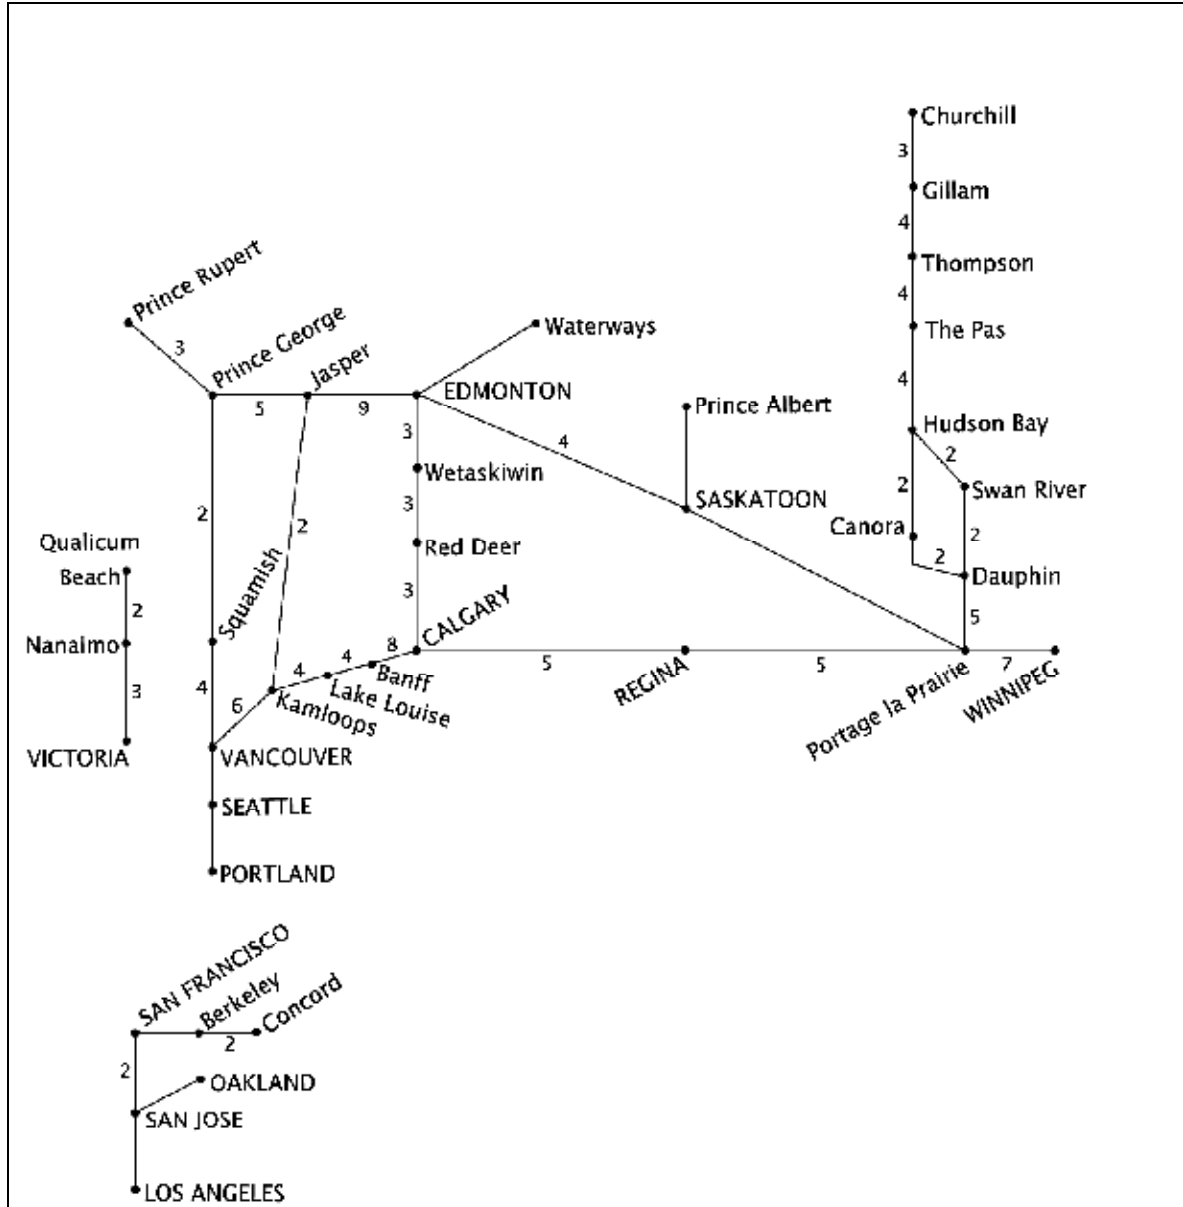 Churchill
3
Gillam
4
Thompson
4
The Pas
4
Hudson Bay
2
Swan River
2
Canora
2
2
Dauphin
5
Prince Rupert
3
Prince George
Jasper
5
9
EDMONTON
Waterways
3
4
Prince Albert
Wetaskiwin
SASKATOON
2
2
3
Red Deer
3
Qualicum
Beach
2
Nanaimo
3
VICTORIA
Squamish
4
6
Kamloops
4
Lake Louise
4
Banff
8
CALGARY
5
REGINA
5
Portage la Prairie
7
WINNIPEG
VANCOUVER
SEATTLE
PORTLAND
SAN FRANCISCO
Berkeley
Concord
2
2
OAKLAND
SAN JOSE
LOS ANGELES